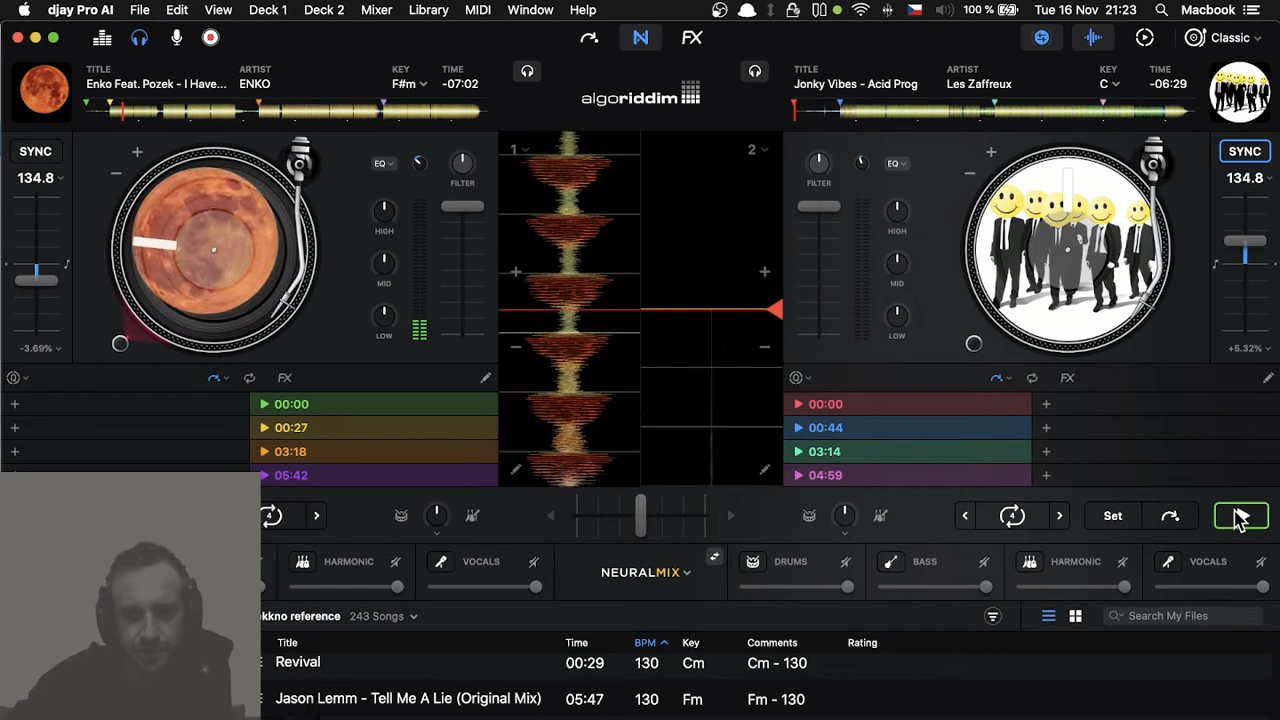 djay Pro AI File Edit View Deck 1 Deck 2 Mixer Library MIDI Window Help 100 % Tue 16 Nov 21:23 Macbook
FX Classic
TITLE ARTIST KEY TIME
Enko Feat. Pozek - I Have... ENKO F#m -07:02
algoriddim
TITLE ARTIST KEY TIME
Jonky Vibes - Acid Prog Les Zaffreux C -06:29
SYNC
134.8
EQ
FILTER
HIGH
MID
LOW
-3.69%
1
2
FILTER
EQ
HIGH
MID
LOW
SYNC
134.8
+5.32%
FX
FX
00:00
00:27
03:18
05:42
00:00
00:44
03:14
04:59
4
4 Set
HARMONIC VOCALS NEURALMIX DRUMS BASS HARMONIC VOCALS
okkno reference 243 Songs Search My Files
Title Time BPM Key Comments Rating
Revival 00:29 130 Cm Cm - 130
Jason Lemm - Tell Me A Lie (Original Mix) 05:47 130 Fm Fm - 130